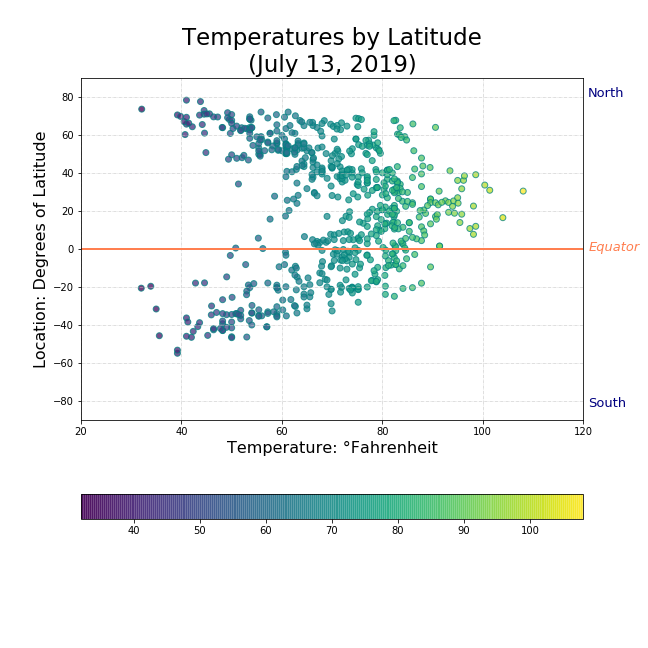 Temperatures by Latitude
(July 13, 2019)
North
80
60
40
20
0
−20
−40
−60
−80
Location: Degrees of Latitude
Equator
South
20 40 60 80 100 120
Temperature: °Fahrenheit
40 50 60 70 80 90 100